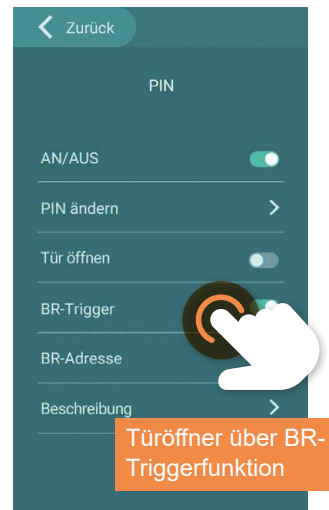 Zurück
PIN
AN/AUS
PIN ändern
Tür öffnen
BR-Trigger
BR-Adresse
Beschreibung
Türöffner über BR-
Triggerfunktion